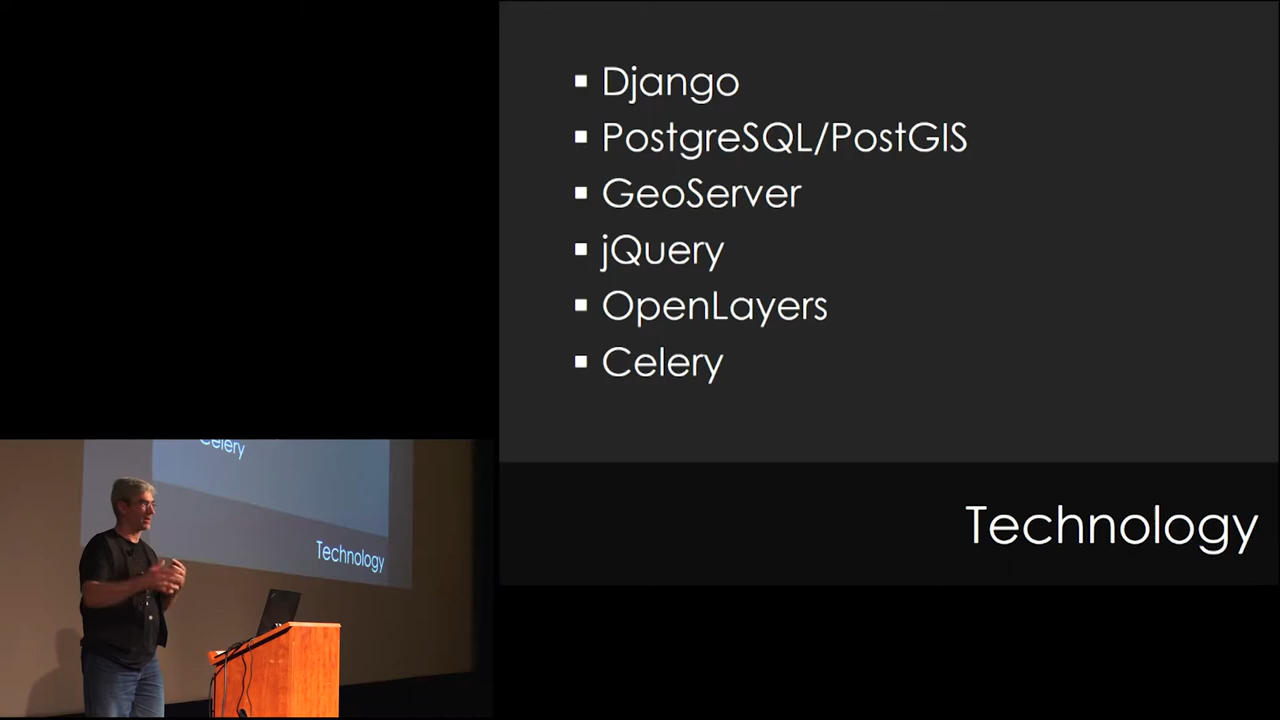 Django
PostgreSQL/PostGIS
GeoServer
jQuery
OpenLayers
Celery
Technology
Celery
Technology